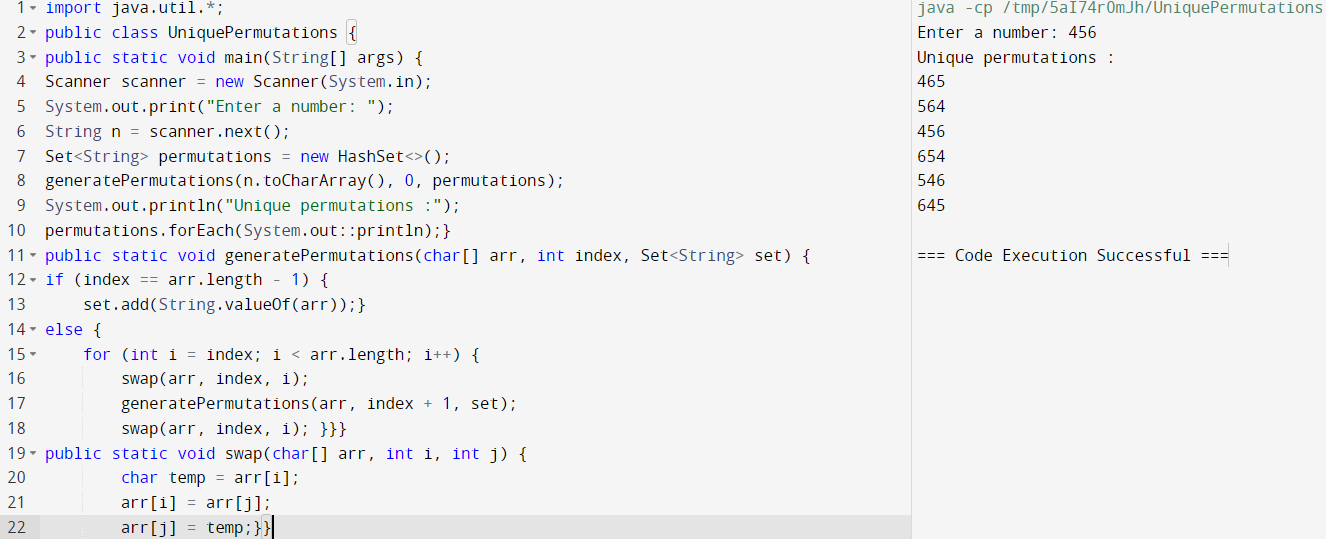 1 import java.util.*;
2 public class UniquePermutations {
3 public static void main(String[] args) {
4 Scanner scanner = new Scanner(System.in);
5 System.out.print("Enter a number: ");
6 String n = scanner.next();
7 Set<String> permutations = new HashSet<>();
8 generatePermutations(n.toCharArray(), 0, permutations);
9 System.out.println("Unique permutations :");
10 permutations.forEach(System.out::println);}
11 public static void generatePermutations(char[] arr, int index, Set<String> set) {
12 if (index == arr.length - 1) {
13     set.add(String.valueOf(arr));}
14 else {
15     for (int i = index; i < arr.length; i++) {
16         swap(arr, index, i);
17         generatePermutations(arr, index + 1, set);
18         swap(arr, index, i); }}}
19 public static void swap(char[] arr, int i, int j) {
20         char temp = arr[i];
21         arr[i] = arr[j];
22         arr[j] = temp;}}
java -cp /tmp/5aI74r0mJh/UniquePermutations
Enter a number: 456
Unique permutations :
465
564
456
654
546
645
=== Code Execution Successful ===